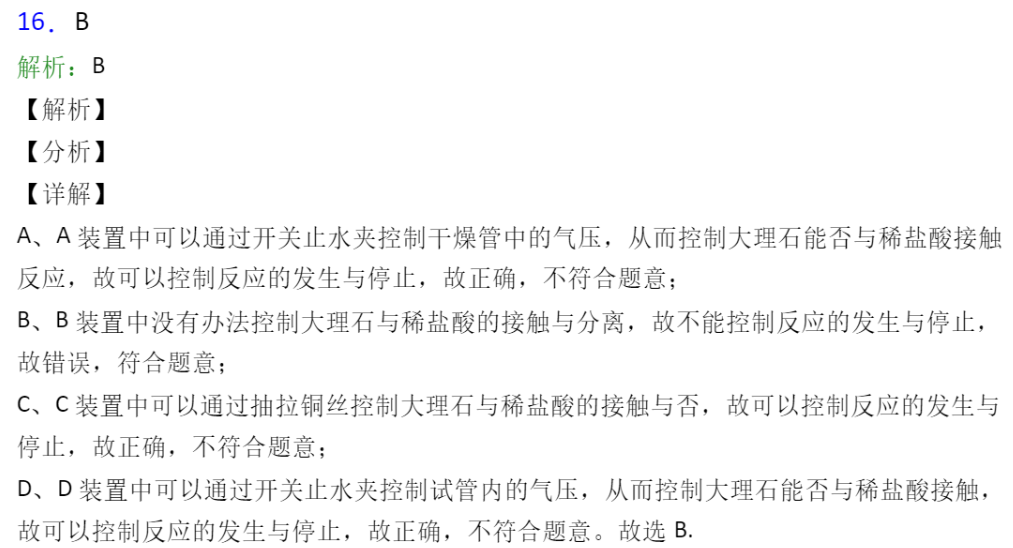 16．B
解析：B
【解析】
【分析】
【详解】
A、A 装置中可以通过开关止水夹控制干燥管中的气压，从而控制大理石能否与稀盐酸接触
反应，故可以控制反应的发生与停止，故正确，不符合题意；
B、B 装置中没有办法控制大理石与稀盐酸的接触与分离，故不能控制反应的发生与停止，
故错误，符合题意；
C、C 装置中可以通过抽拉铜丝控制大理石与稀盐酸的接触与否，故可以控制反应的发生与
停止，故正确，不符合题意；
D、D 装置中可以通过开关止水夹控制试管内的气压，从而控制大理石能否与稀盐酸接触，
故可以控制反应的发生与停止，故正确，不符合题意。故选 B.